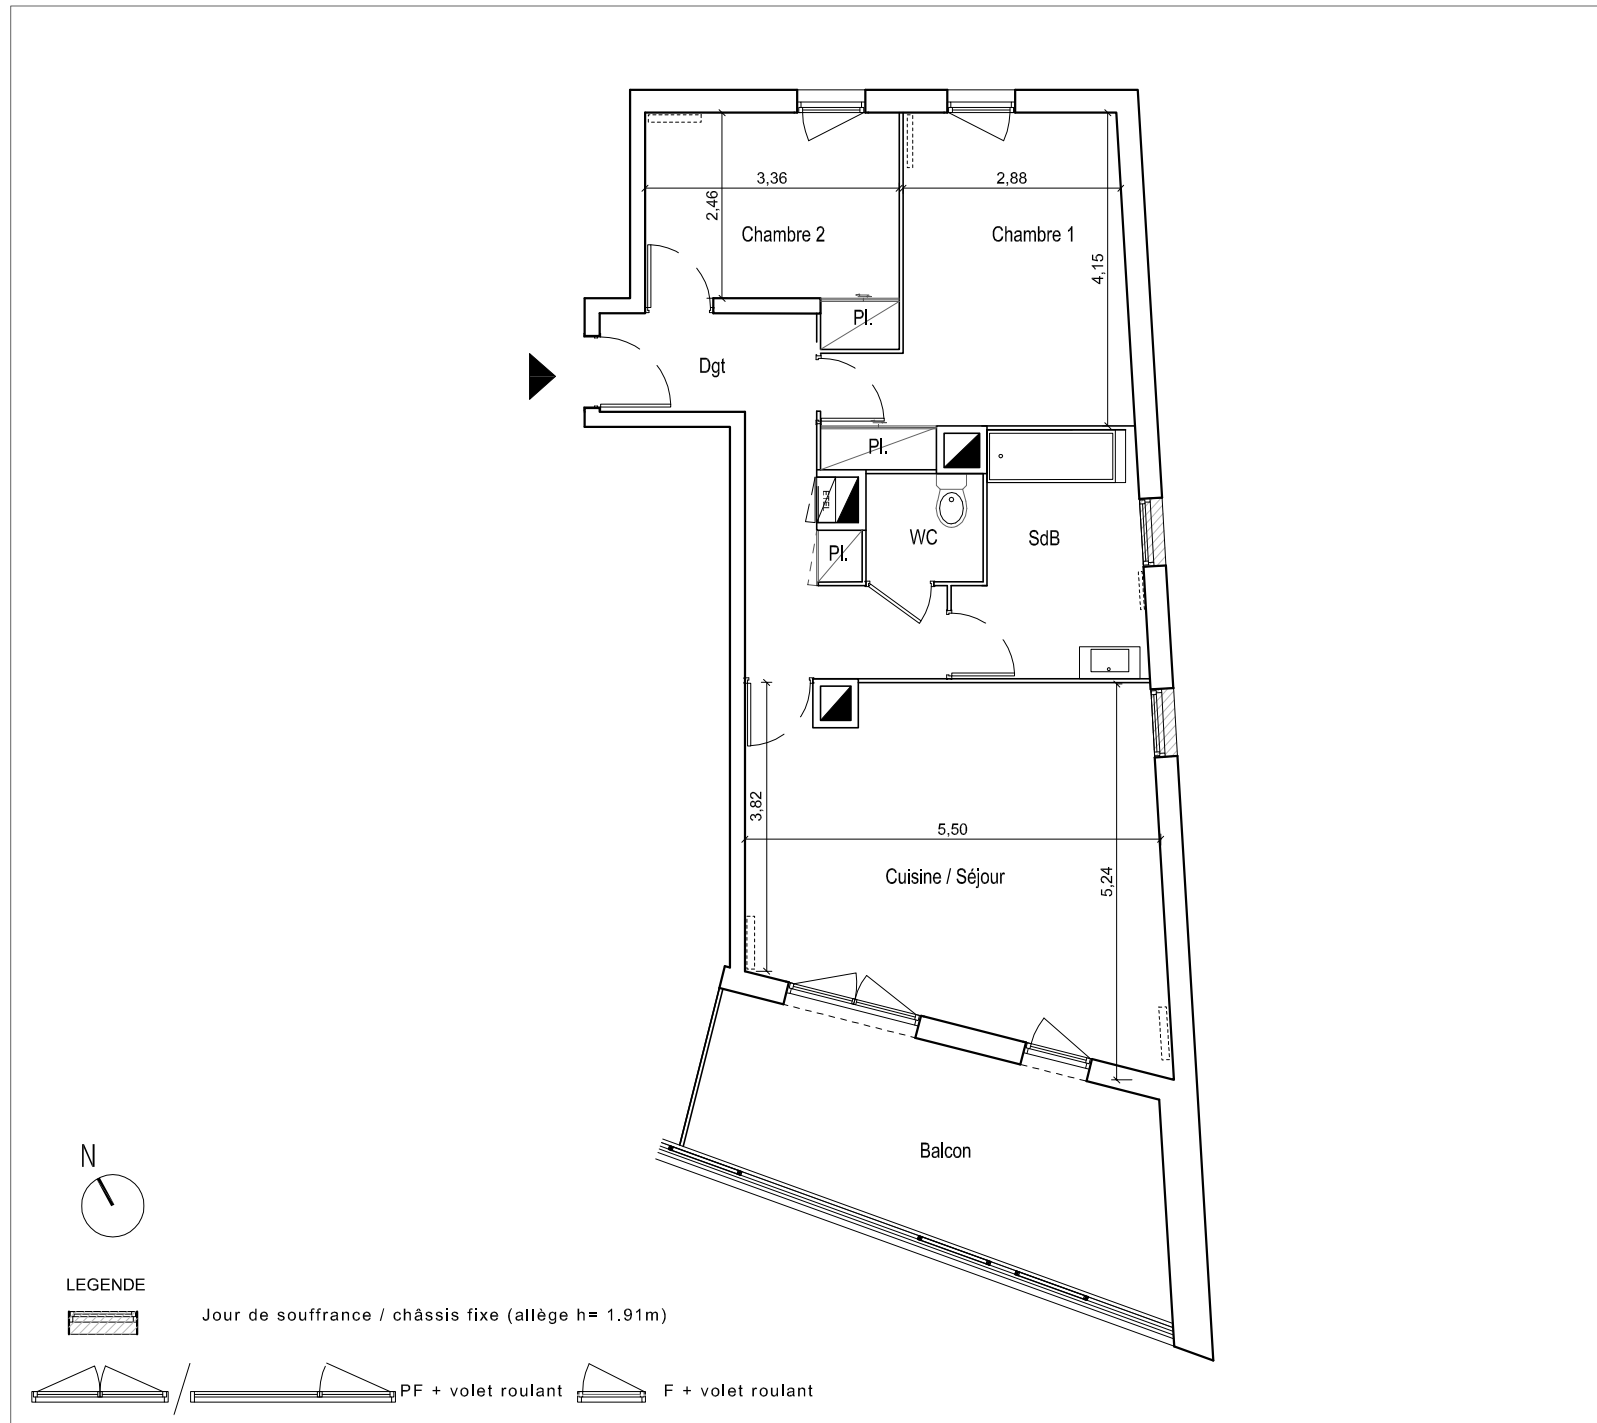 3,36
2,88
2,46
Chambre 2
Chambre 1
4,15
Pl.
Dgt
Pl.
ETEL
WC
SdB
Pl.
3,82
5,50
Cuisine / Séjour
5,24
Balcon
N
LEGENDE
Jour de souffrance / châssis fixe (allège h= 1.91m)
PF + volet roulant
F + volet roulant